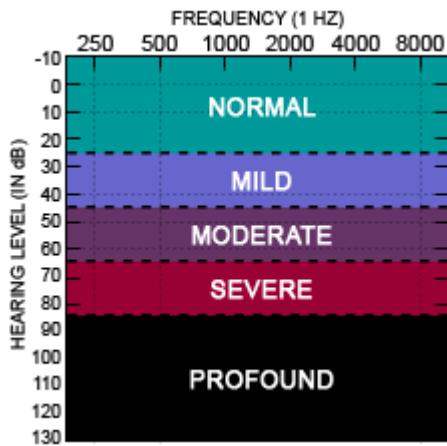 FREQUENCY (1 HZ)
250 500 1000 2000 4000 8000
-10
0
10
20
30
40
50
60
70
80
90
100
110
120
130
HEARING LEVEL (IN dB)
NORMAL
MILD
MODERATE
SEVERE
PROFOUND